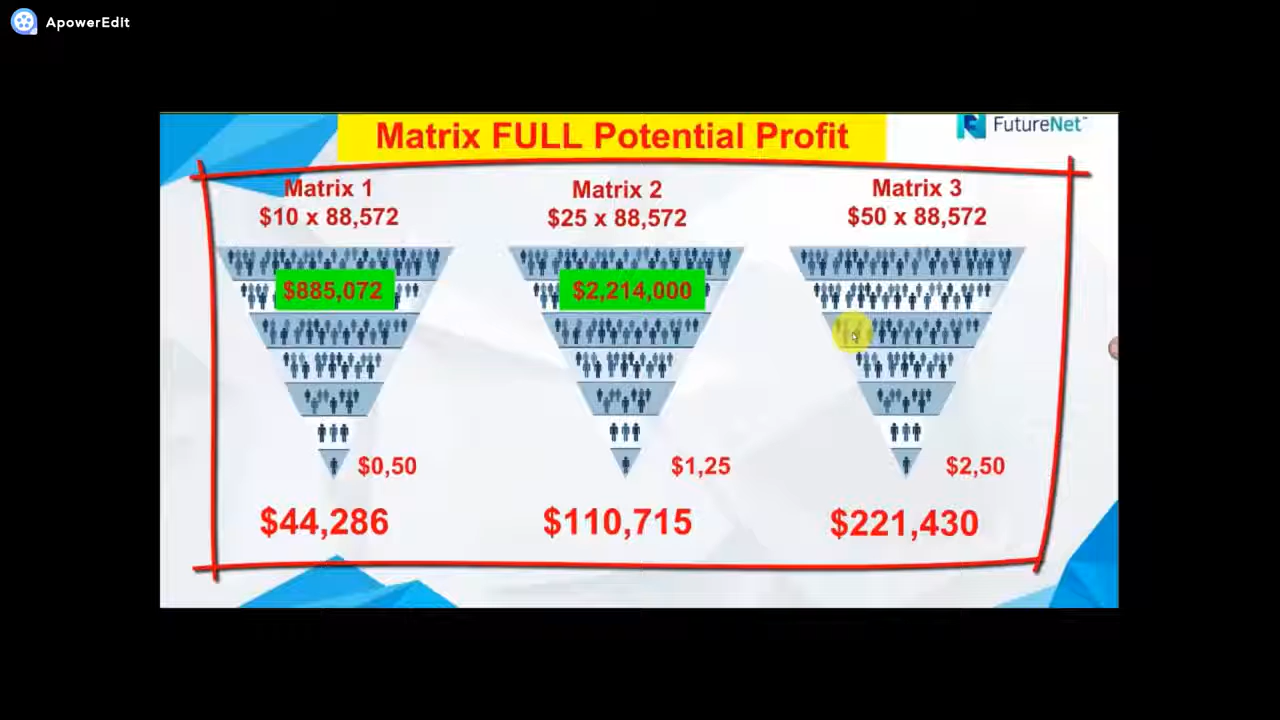 ApowerEdit
Matrix FULL Potential Profit
FutureNet™
Matrix 1
$10 x 88,572
Matrix 2
$25 x 88,572
Matrix 3
$50 x 88,572
$885,072
$2,214,000
$0,50
$1,25
$2,50
$44,286
$110,715
$221,430